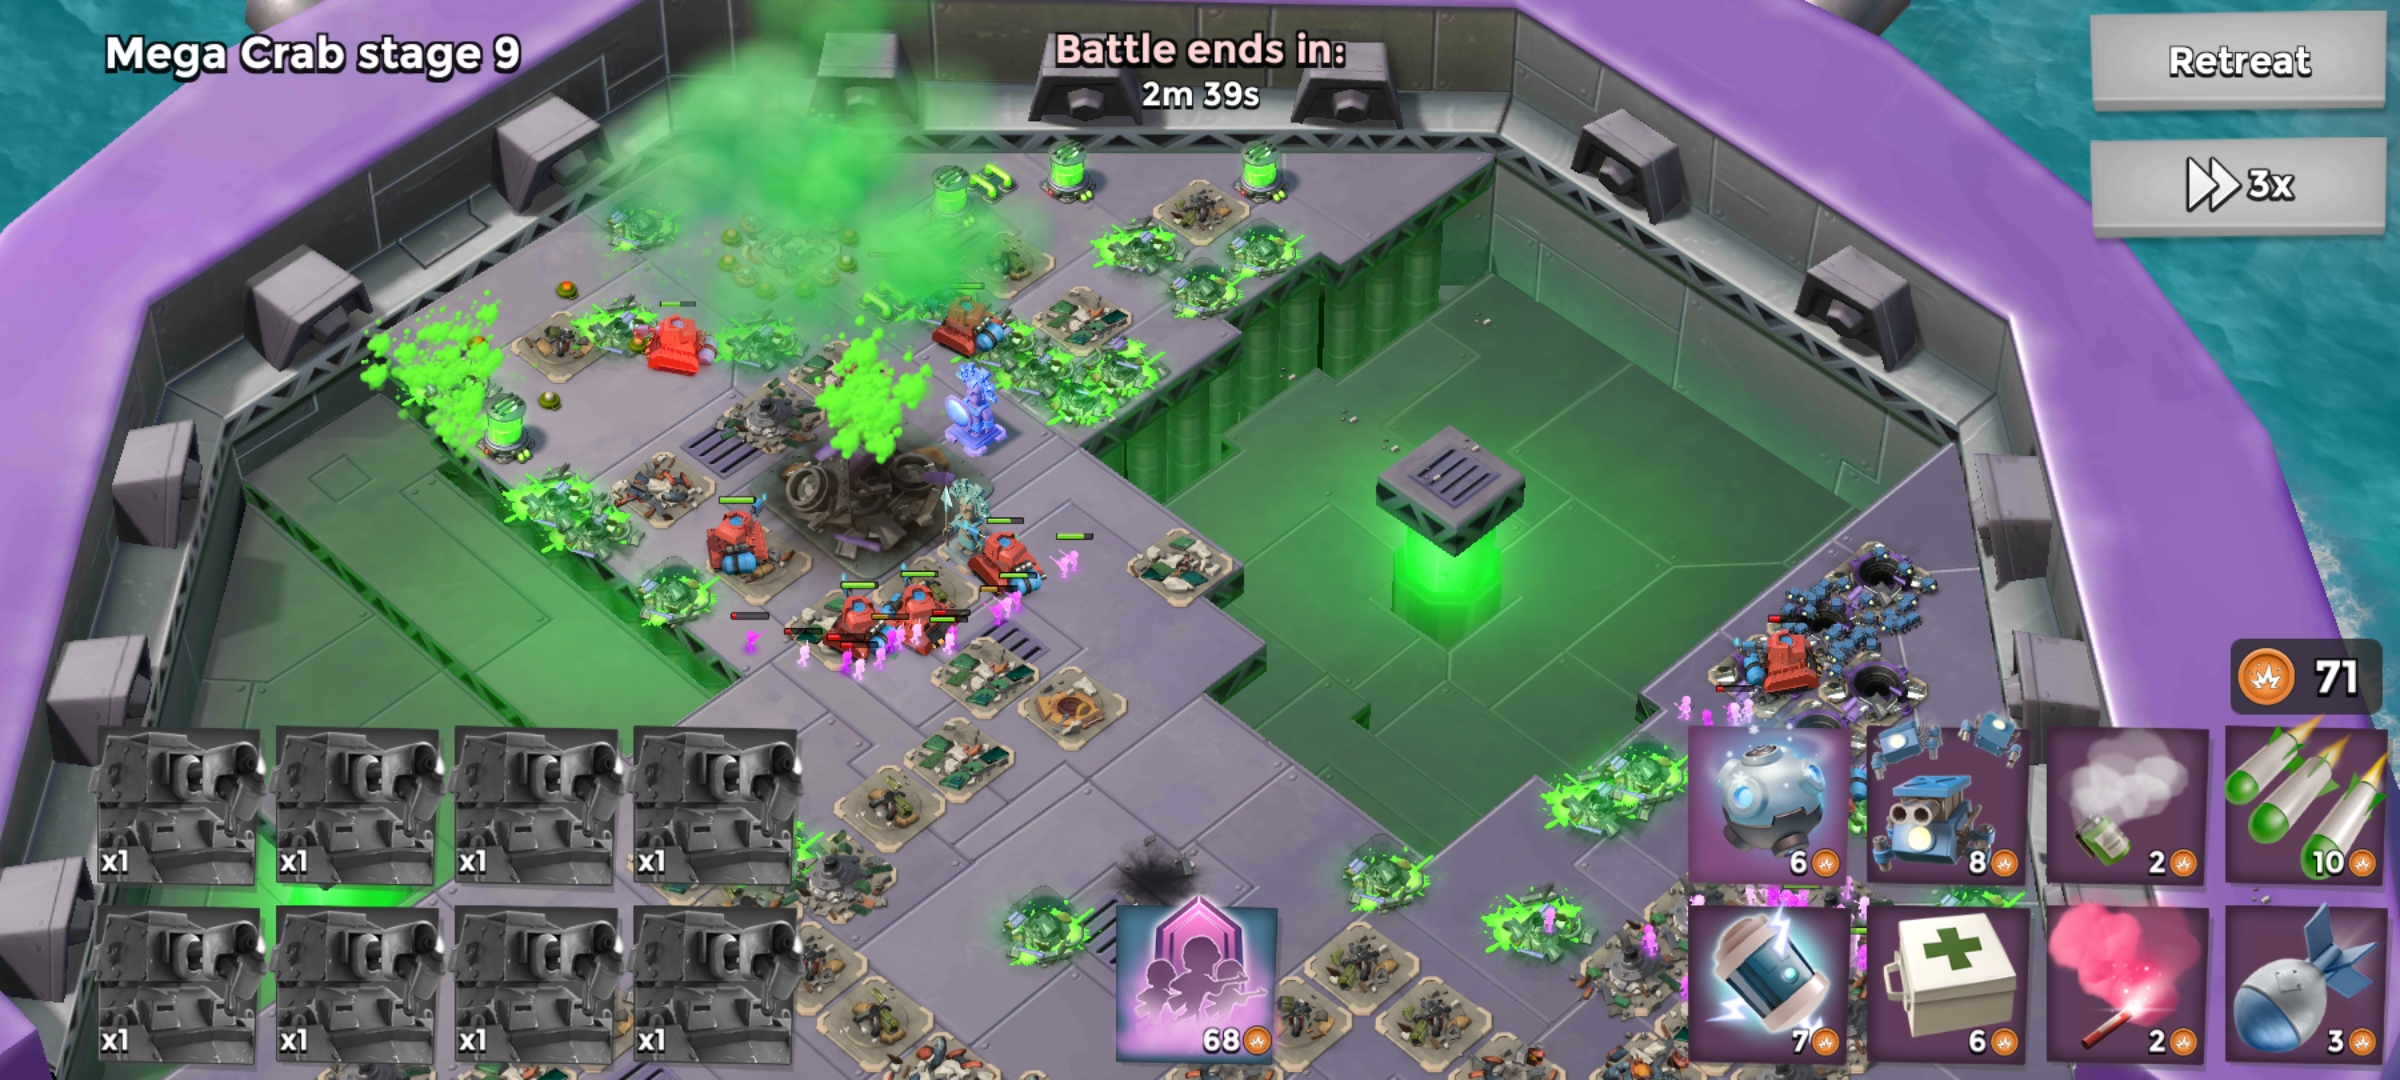 Mega Crab stage 9
Battle ends in:
2m 39s
Retreat
3x
71
x1
x1
x1
x1
6
8
2
10
x1
x1
x1
x1
68
7
6
2
3